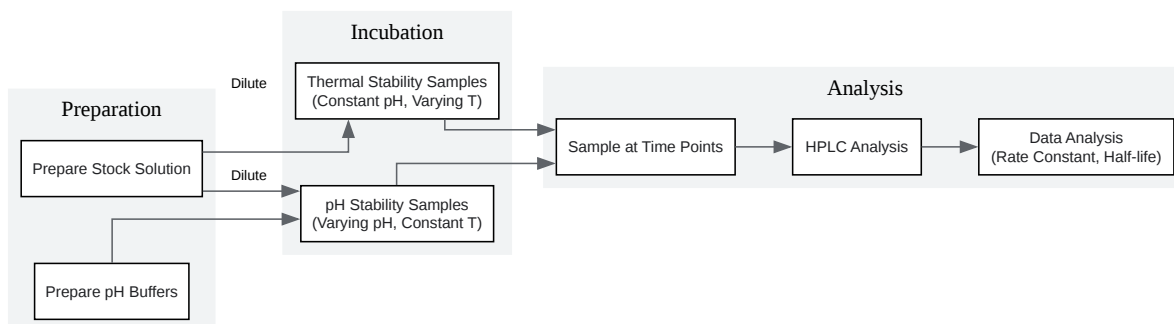 Preparation
Prepare Stock Solution
Prepare pH Buffers
Dilute
Dilute
Incubation
Thermal Stability Samples
(Constant pH, Varying T)
pH Stability Samples
(Varying pH, Constant T)
Analysis
Sample at Time Points
HPLC Analysis
Data Analysis
(Rate Constant, Half-life)